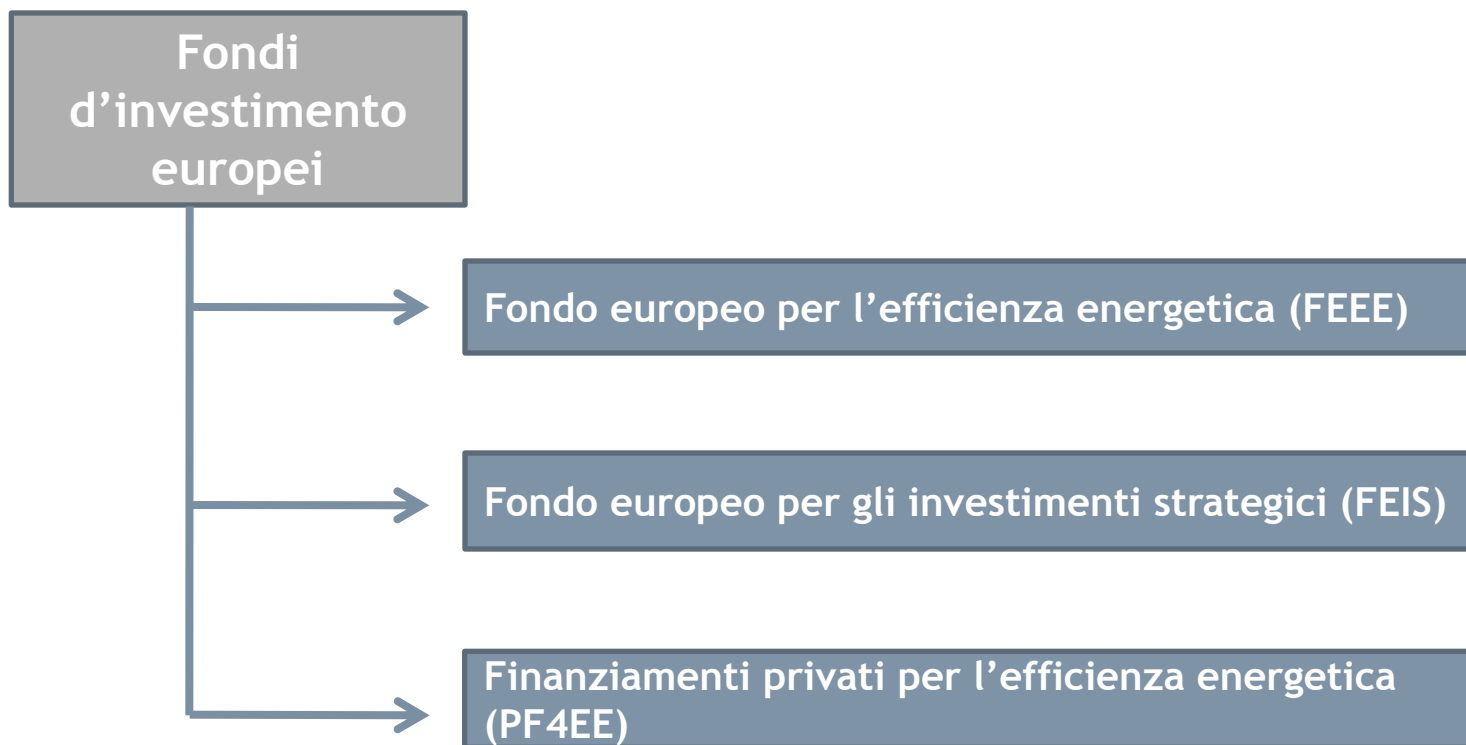 Fondi
d’investimento
europei
Fondo europeo per l’efficienza energetica (FEEE)
Fondo europeo per gli investimenti strategici (FEIS)
Finanziamenti privati per l’efficienza energetica
(PF4EE)